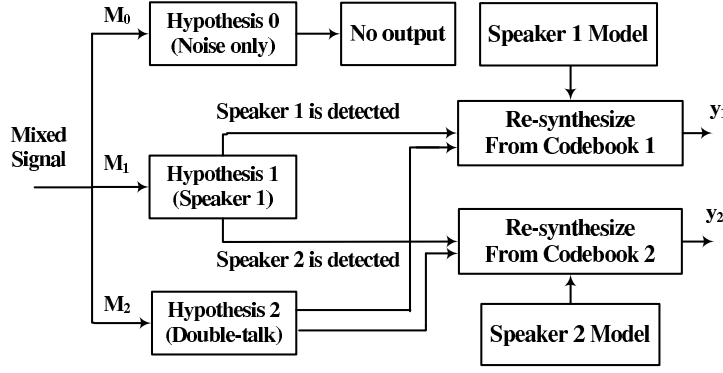 M₀
Hypothesis 0
(Noise only)
No output
Speaker 1 Model
Speaker 1 is detected
Re-synthesize
From Codebook 1
y₁
Mixed
Signal
M₁
Hypothesis 1
(Speaker 1)
Speaker 2 is detected
Re-synthesize
From Codebook 2
y₂
M₂
Hypothesis 2
(Double-talk)
Speaker 2 Model